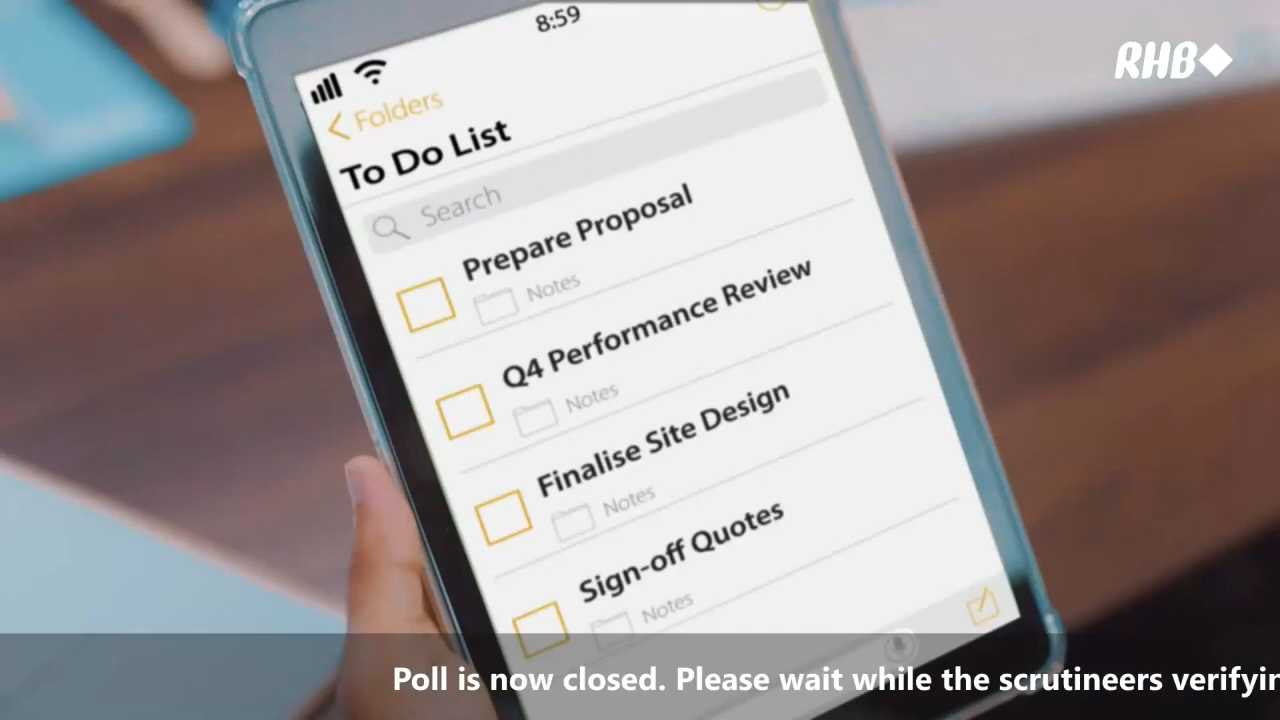 8:59
RHB
Folders
To Do List
Search
Prepare Proposal
Notes
Q4 Performance Review
Notes
Finalise Site Design
Notes
Sign-off Quotes
Notes
Poll is now closed. Please wait while the scrutineers verifyin